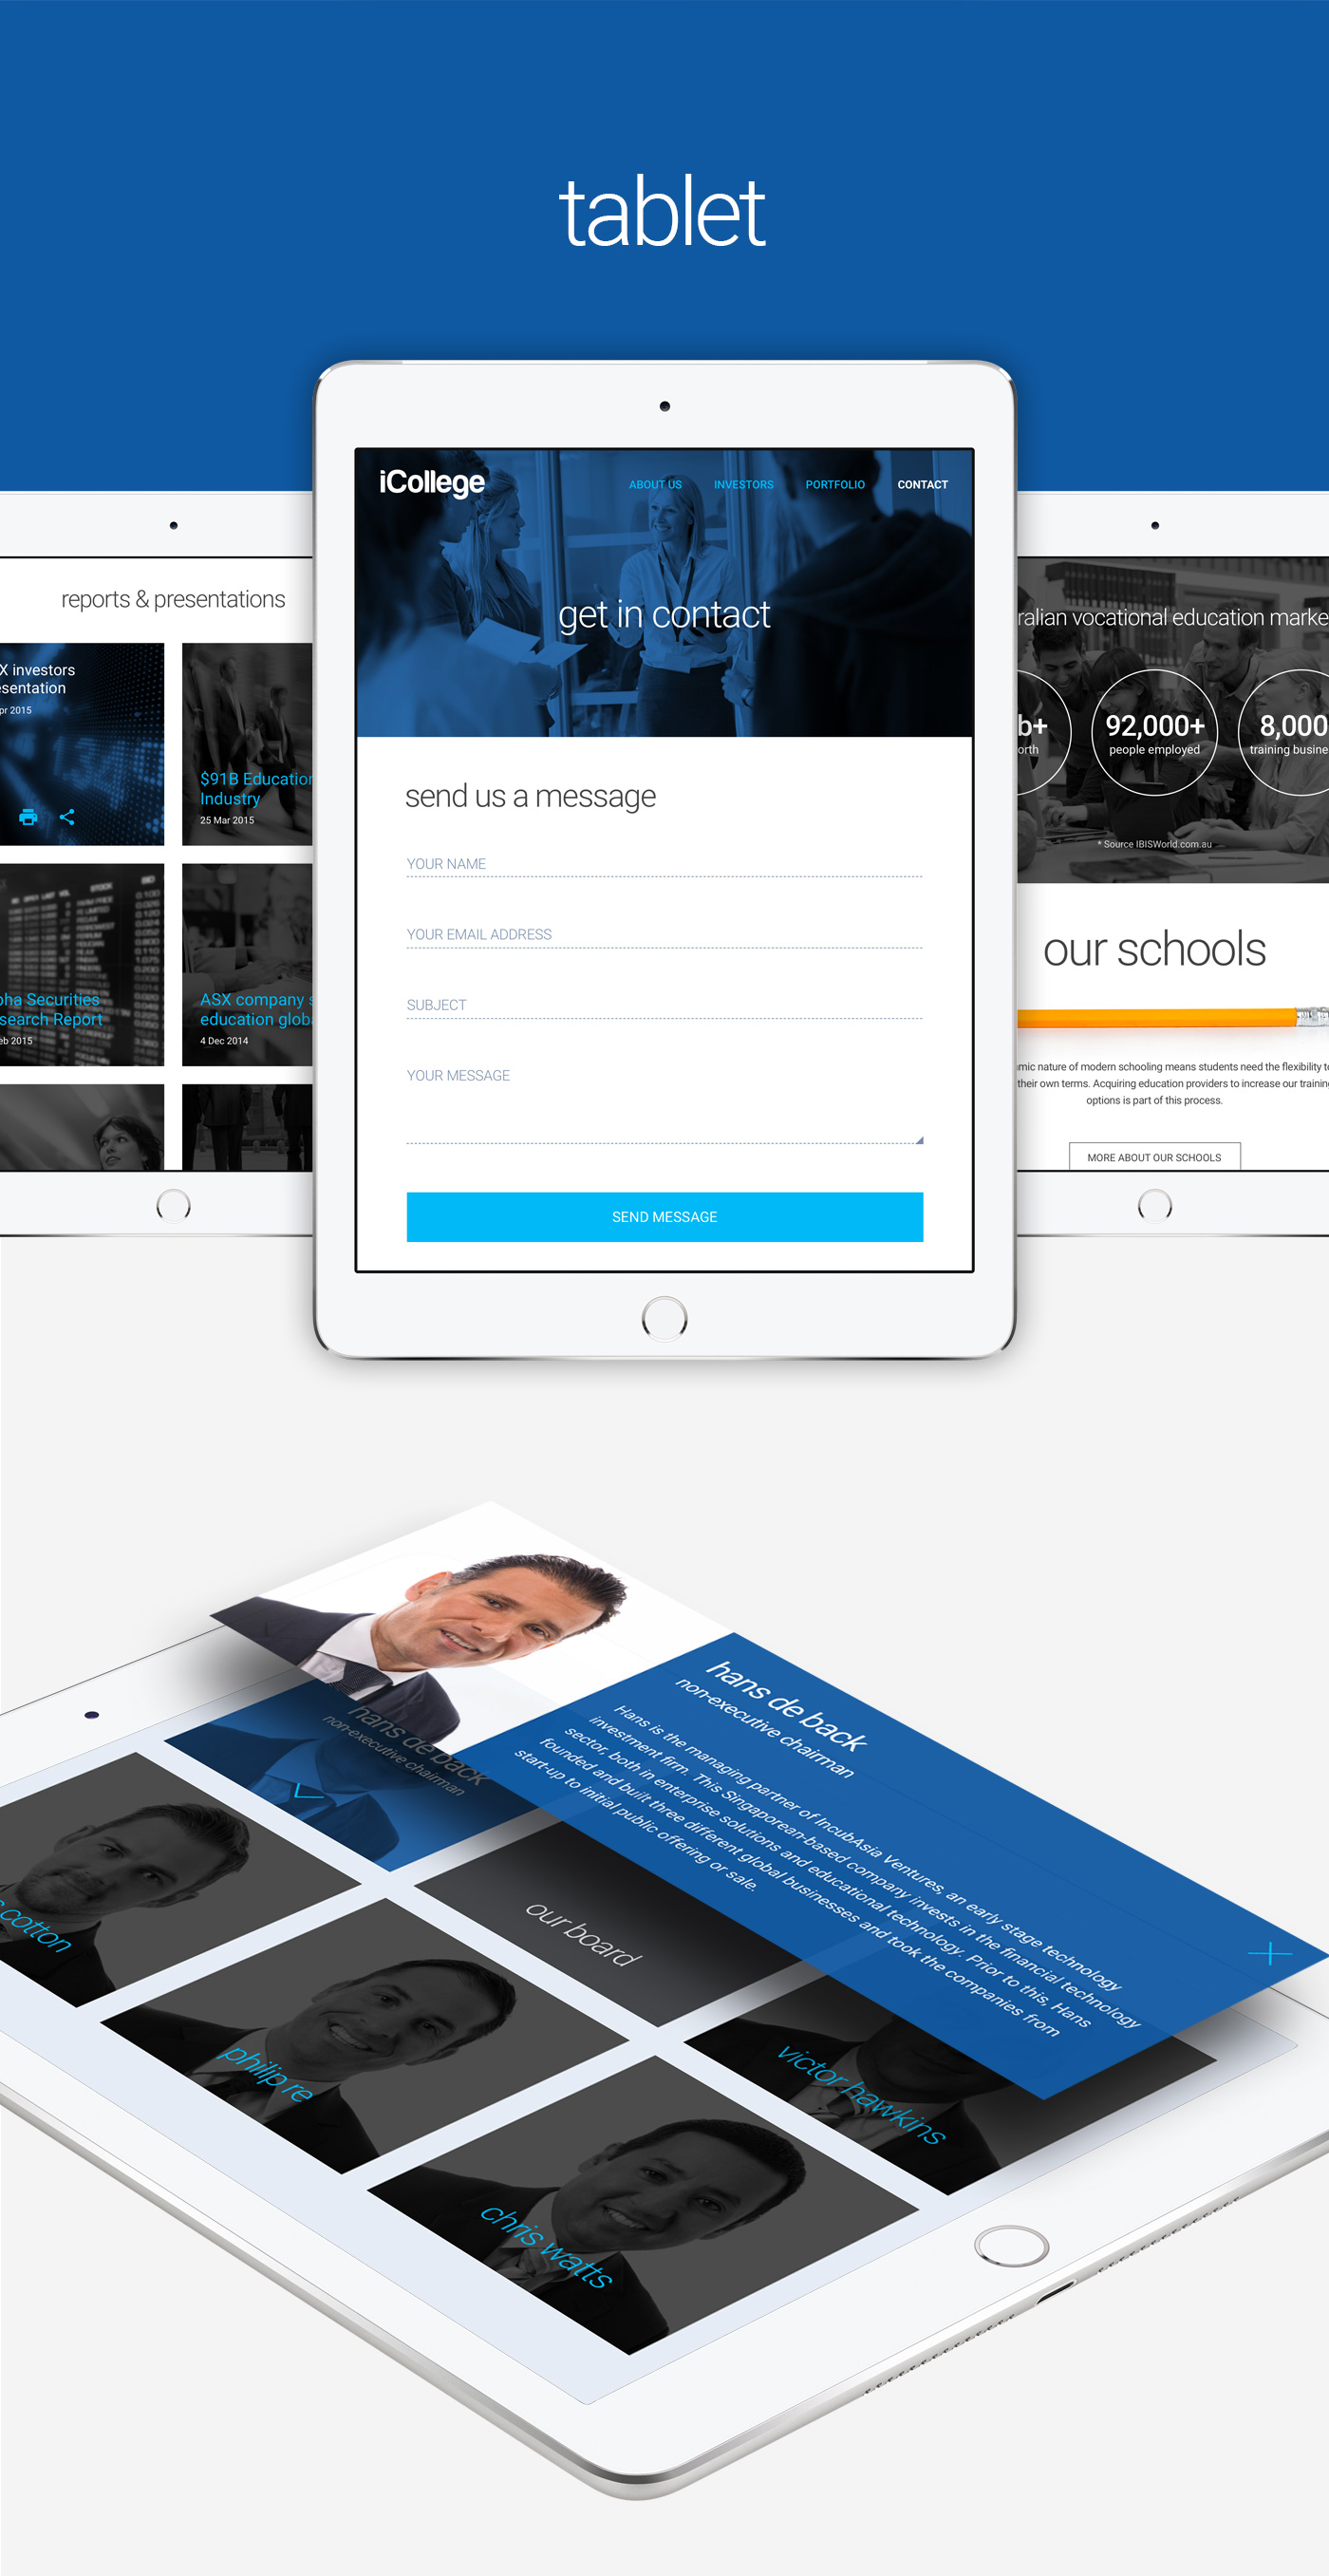 tablet
iCollege
ABOUT US
INVESTORS
PORTFOLIO
CONTACT
get in contact
send us a message
YOUR NAME
YOUR EMAIL ADDRESS
SUBJECT
YOUR MESSAGE
SEND MESSAGE
reports & presentations
X investors
esentation
pr 2015
$91B Education
Industry
25 Mar 2015
STOCK
BID
pha Securities
search Report
eb 2015
ASX company s
education globa
4 Dec 2014
ralian vocational education marke
b+
orth
92,000+
people employed
8,000
training busine
* Source IBISWorld.com.au
our schools
mic nature of modern schooling means students need the flexibility to
their own terms. Acquiring education providers to increase our training
options is part of this process.
MORE ABOUT OUR SCHOOLS
hans de back
non-executive chairman
Hans is the managing partner of IncubAsia Ventures, an early stage technology
investment firm. This Singaporean-based company invests in the financial technology
sector, both in enterprise solutions and educational technology. Prior to this, Hans
founded and built three different global businesses and took the companies from
start-up to initial public offering or sale.
hans de back
non-executive chairman
s cotton
our board
philip re
victor hawkins
chris watts